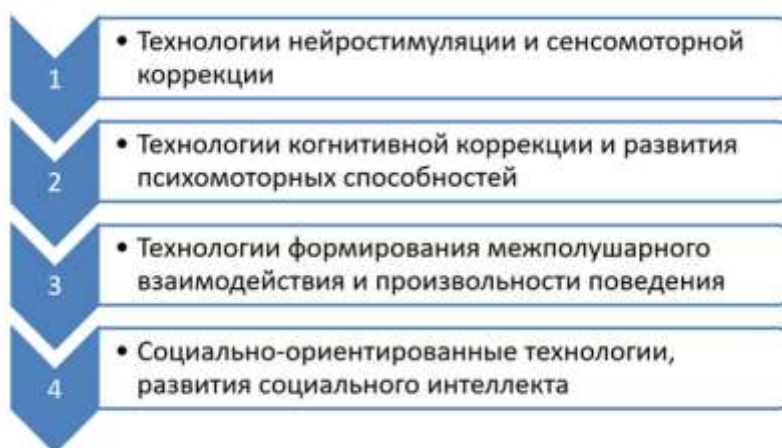 1
• Технологии нейростимуляции и сенсомоторной
коррекции
2
• Технологии когнитивной коррекции и развития
психомоторных способностей
3
• Технологии формирования межполушарного
взаимодействия и произвольности поведения
4
• Социально-ориентированные технологии,
развития социального интеллекта